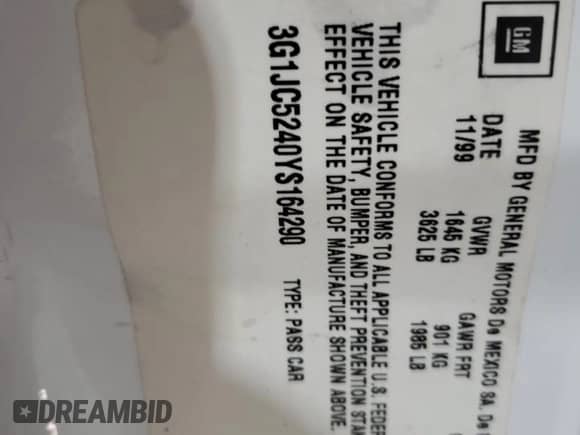 GM
MFD BY GENERAL MOTORS De MEXICO SA. De
DATE GVWR GAWR FRT
11/99 1645 KG 901 KG
3625 LB 1986 LB
THIS VEHICLE CONFORMS TO ALL APPLICABLE U.S. FEDER
VEHICLE SAFETY, BUMPER, AND THEFT PREVENTION STAN
EFFECT ON THE DATE OF MANUFACTURE SHOWN ABOVE.
3G1JC5240YS164290 TYPE: PASS CAR
DREAMBID